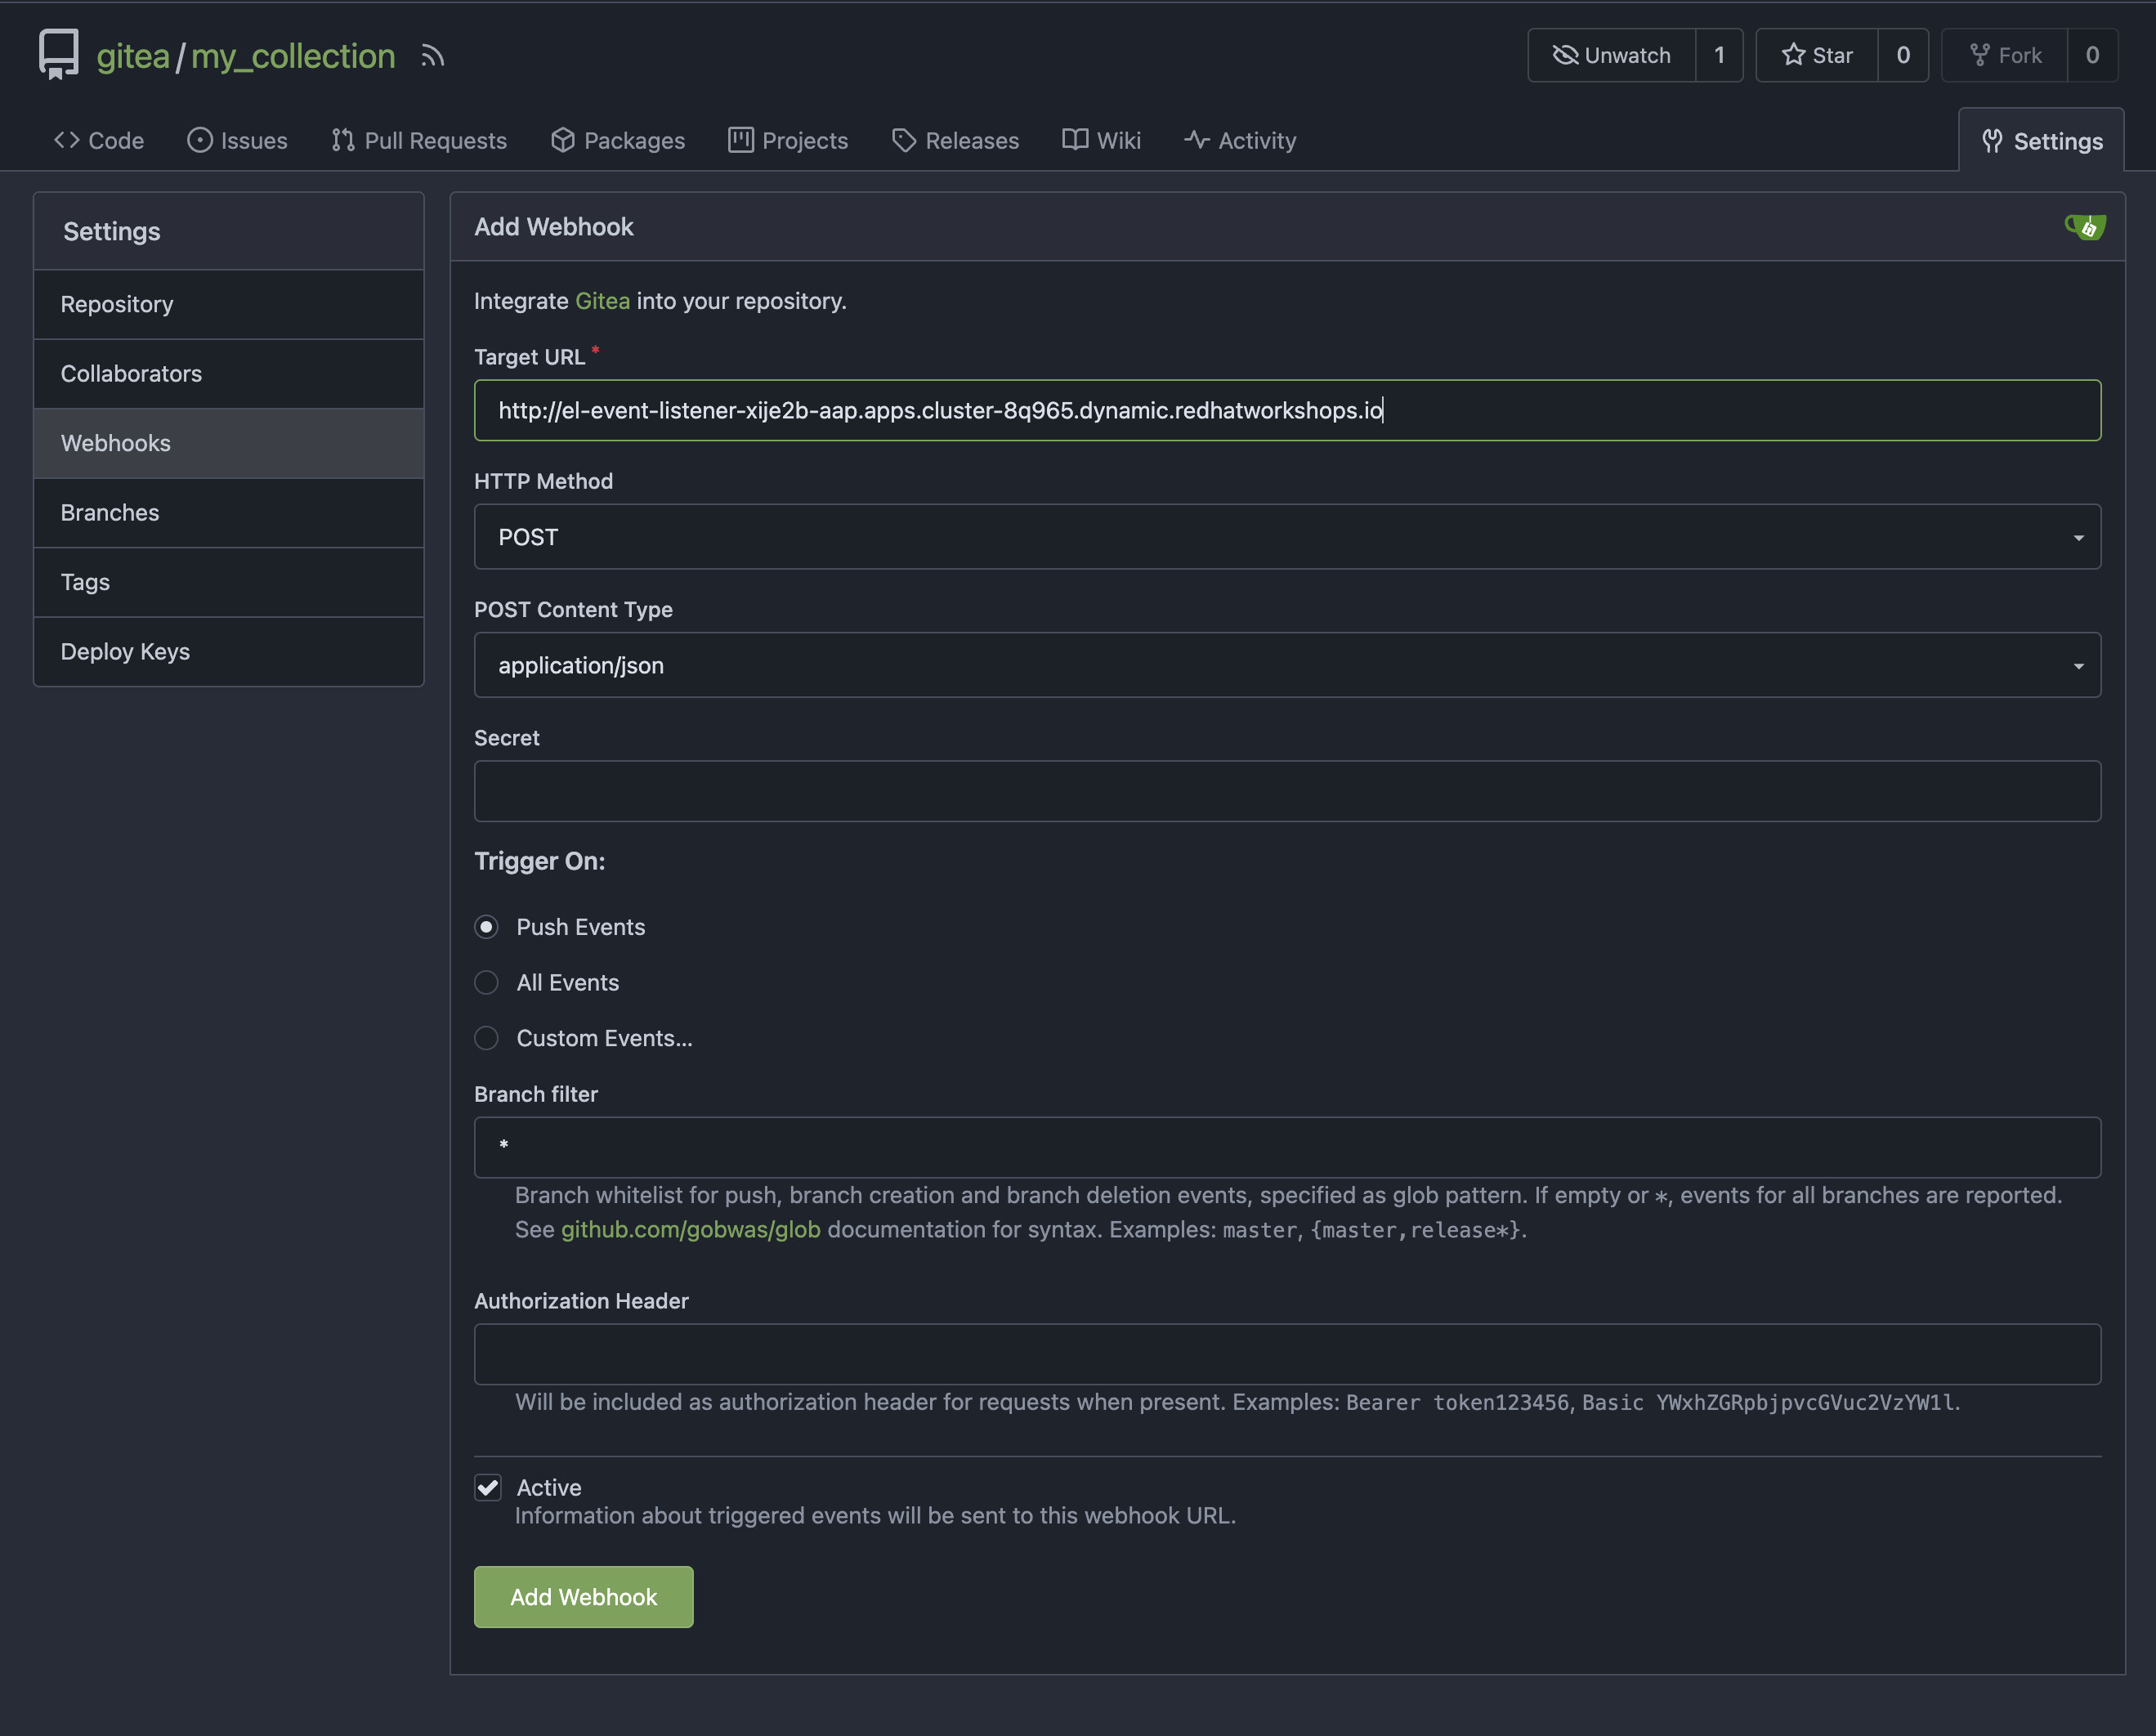 gitea/my_collection
Unwatch 1 Star 0 Fork 0
Code Issues Pull Requests Packages Projects Releases Wiki Activity Settings
Settings
Repository
Collaborators
Webhooks
Branches
Tags
Deploy Keys
Add Webhook
Integrate Gitea into your repository.
Target URL *
http://el-event-listener-xije2b-aap.apps.cluster-8q965.dynamic.redhatworkshops.io
HTTP Method
POST
POST Content Type
application/json
Secret
Trigger On:
Push Events
All Events
Custom Events...
Branch filter
*
Branch whitelist for push, branch creation and branch deletion events, specified as glob pattern. If empty or *, events for all branches are reported.
See github.com/gobwas/glob documentation for syntax. Examples: master, {master,release*}.
Authorization Header
Will be included as authorization header for requests when present. Examples: Bearer token123456, Basic YWxhZGRpbjpvcGVuc2VzYW1l.
Active
Information about triggered events will be sent to this webhook URL.
Add Webhook